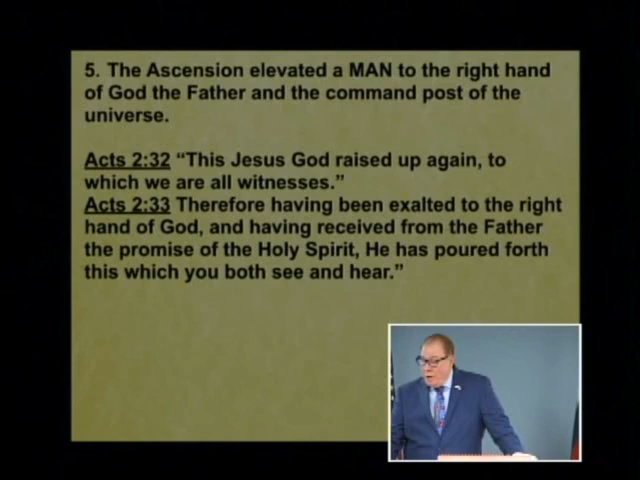 5. The Ascension elevated a MAN to the right hand
of God the Father and the command post of the
universe.
Acts 2:32 “This Jesus God raised up again, to
which we are all witnesses.”
Acts 2:33 Therefore having been exalted to the right
hand of God, and having received from the Father
the promise of the Holy Spirit, He has poured forth
this which you both see and hear.”